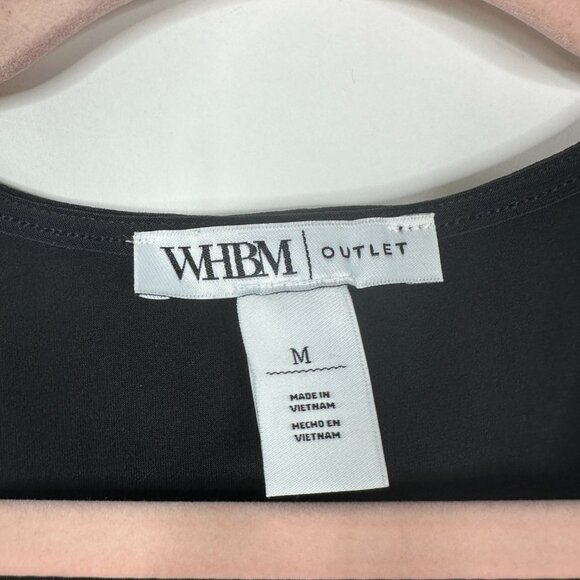 WHBM | OUTLET
M
MADE IN
VIETNAM
HECHO EN
VIETNAM